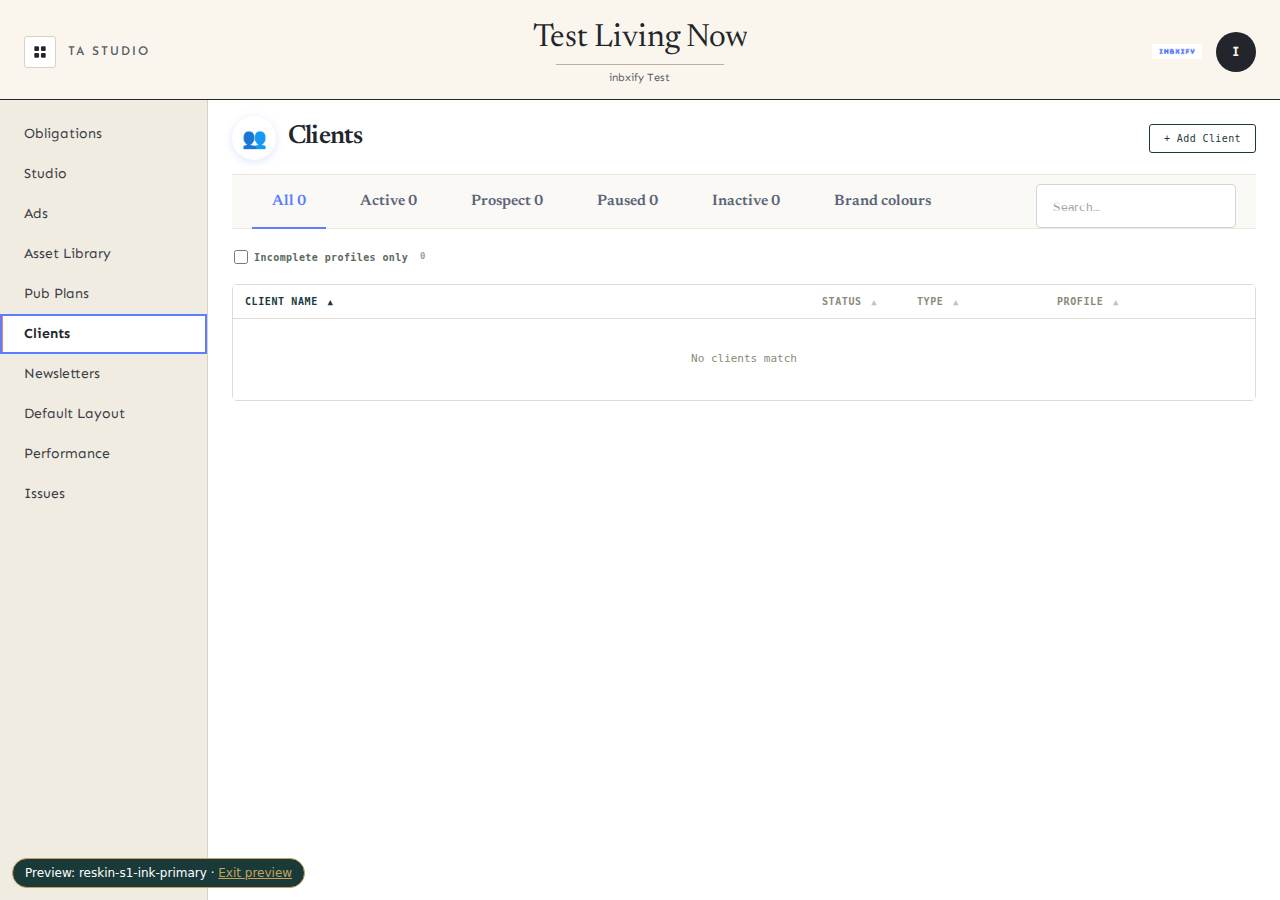 TA STUDIO
Test Living Now
inbxify Test
INBXIFY
I
Obligations
Studio
Ads
Asset Library
Pub Plans
Clients
Newsletters
Default Layout
Performance
Issues
👥 Clients
+ Add Client
All 0 Active 0 Prospect 0 Paused 0 Inactive 0 Brand colours Search...
Incomplete profiles only 0
CLIENT NAME ▲ STATUS ▲ TYPE ▲ PROFILE ▲
No clients match
Preview: reskin-s1-ink-primary · Exit preview